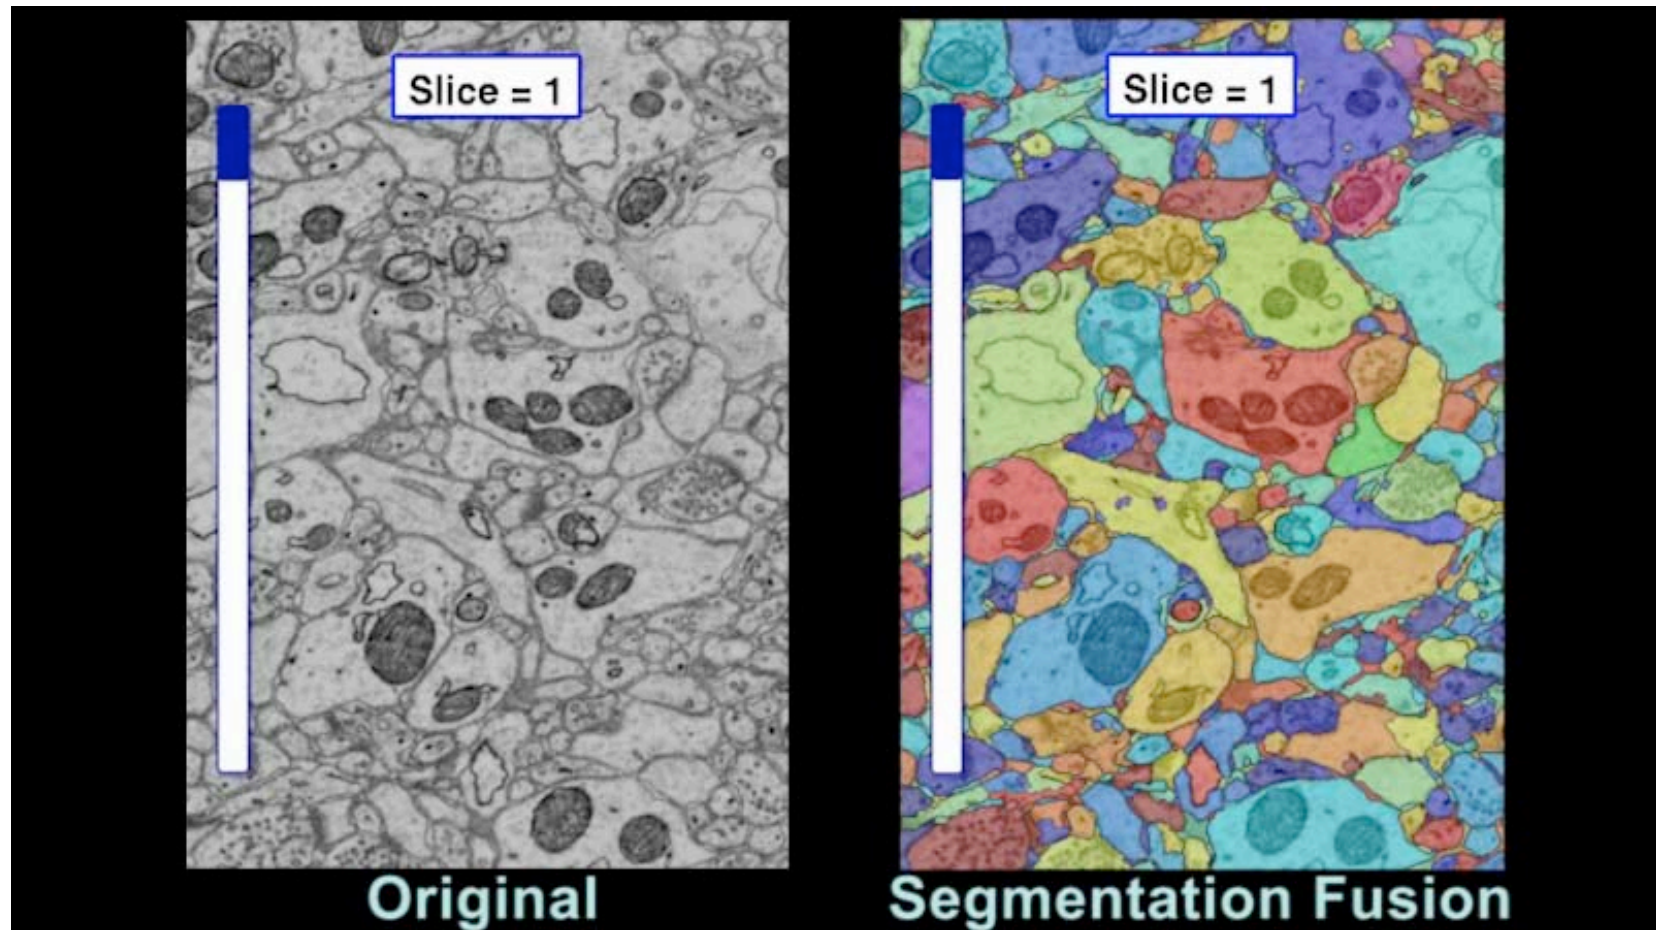 Slice = 1
Slice = 1
Original
Segmentation Fusion